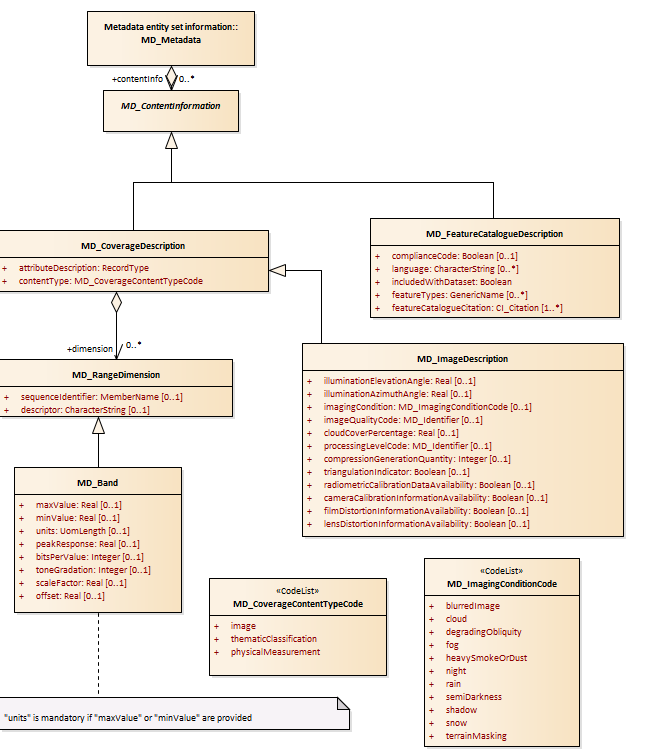 Metadata entity set information::
MD_Metadata
+contentInfo
0..*
MD_ContentInformation
MD_CoverageDescription
+ attributeDescription: RecordType
+ contentType: MD_CoverageContentTypeCode
MD_FeatureCatalogueDescription
+ complianceCode: Boolean [0..1]
+ language: CharacterString [0..*]
+ includedWithDataset: Boolean
+ featureTypes: GenericName [0..*]
+ featureCatalogueCitation: CI_Citation [1..*]
+dimension
0..*
MD_RangeDimension
+ sequenceIdentifier: MemberName [0..1]
+ descriptor: CharacterString [0..1]
MD_ImageDescription
+ illuminationElevationAngle: Real [0..1]
+ illuminationAzimuthAngle: Real [0..1]
+ imagingCondition: MD_ImagingConditionCode [0..1]
+ imageQualityCode: MD_Identifier [0..1]
+ cloudCoverPercentage: Real [0..1]
+ processingLevelCode: MD_Identifier [0..1]
+ compressionGenerationQuantity: Integer [0..1]
+ triangulationIndicator: Boolean [0..1]
+ radiometricCalibrationDataAvailability: Boolean [0..1]
+ cameraCalibrationInformationAvailability: Boolean [0..1]
+ filmDistortionInformationAvailability: Boolean [0..1]
+ lensDistortionInformationAvailability: Boolean [0..1]
MD_Band
+ maxValue: Real [0..1]
+ minValue: Real [0..1]
+ units: UomLength [0..1]
+ peakResponse: Real [0..1]
+ bitsPerValue: Integer [0..1]
+ toneGradation: Integer [0..1]
+ scaleFactor: Real [0..1]
+ offset: Real [0..1]
«CodeList»
MD_CoverageContentTypeCode
+ image
+ thematicClassification
+ physicalMeasurement
«CodeList»
MD_ImagingConditionCode
+ blurredImage
+ cloud
+ degradingObliquity
+ fog
+ heavySmokeOrDust
+ night
+ rain
+ semiDarkness
+ shadow
+ snow
+ terrainMasking
"units" is mandatory if "maxValue" or "minValue" are provided